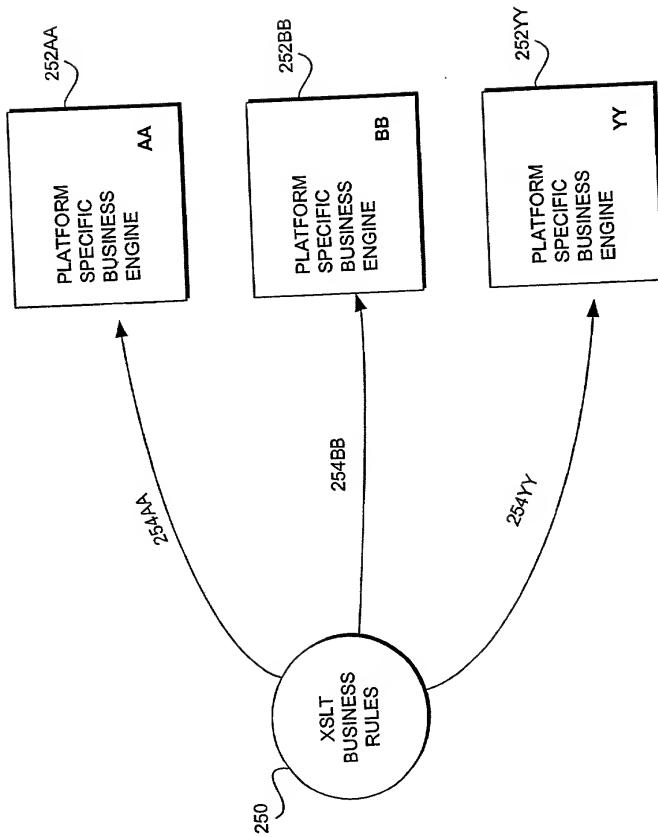 252AA
PLATFORM
SPECIFIC
BUSINESS
ENGINE
AA
252BB
PLATFORM
SPECIFIC
BUSINESS
ENGINE
BB
252YY
PLATFORM
SPECIFIC
BUSINESS
ENGINE
YY
254AA
254BB
254YY
XSLT
BUSINESS
RULES
250